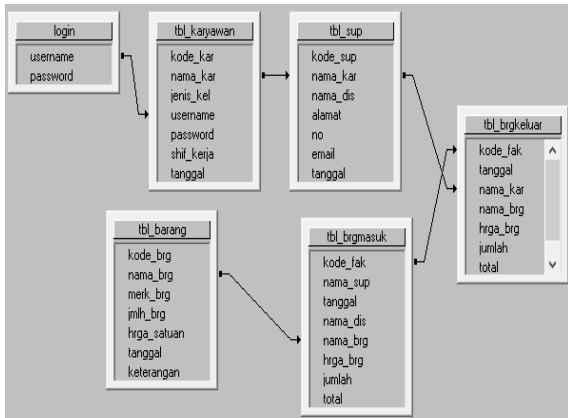 login
username
password
tbl_karyawan
kode_kar
nama_kar
jenis_kel
username
password
shif_kerja
tanggal
tbl_sup
kode_sup
nama_kar
nama_dis
alamat
no
email
tanggal
tbl_brgkeluar
kode_fak
tanggal
nama_kar
nama_brg
hrga_brg
jumlah
total
tbl_barang
kode_brg
nama_brg
merk_brg
jmlh_brg
hrga_satuan
tanggal
keterangan
tbl_brgmasuk
kode_fak
nama_sup
tanggal
nama_dis
nama_brg
hrga_brg
jumlah
total